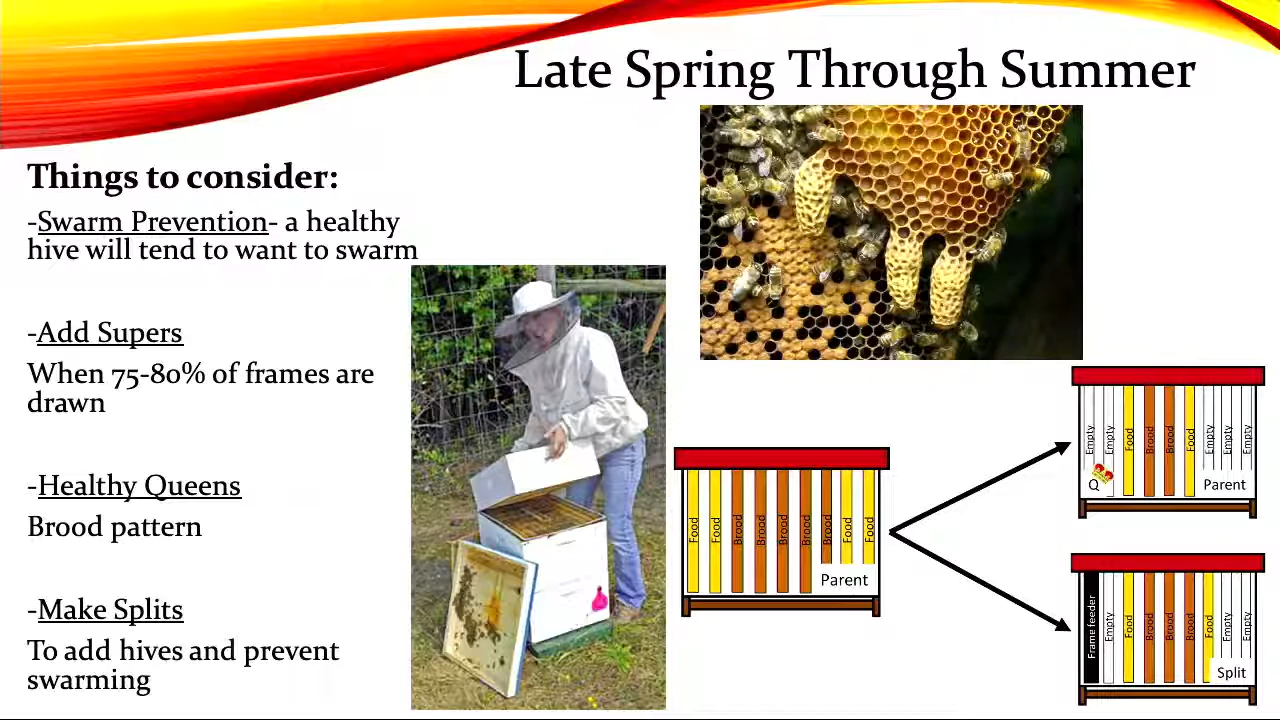 Late Spring Through Summer
Things to consider:
-Swarm Prevention- a healthy
hive will tend to want to swarm
-Add Supers
When 75-80% of frames are
drawn
-Healthy Queens
Brood pattern
-Make Splits
To add hives and prevent
swarming
Food
Food
Brood
Brood
Brood
Brood
Brood
Food
Food
Parent
Empty
Empty
Food
Brood
Brood
Food
Empty
Empty
Empty
Q
Parent
Frame feeder
Empty
Food
Brood
Brood
Brood
Food
Empty
Empty
Split